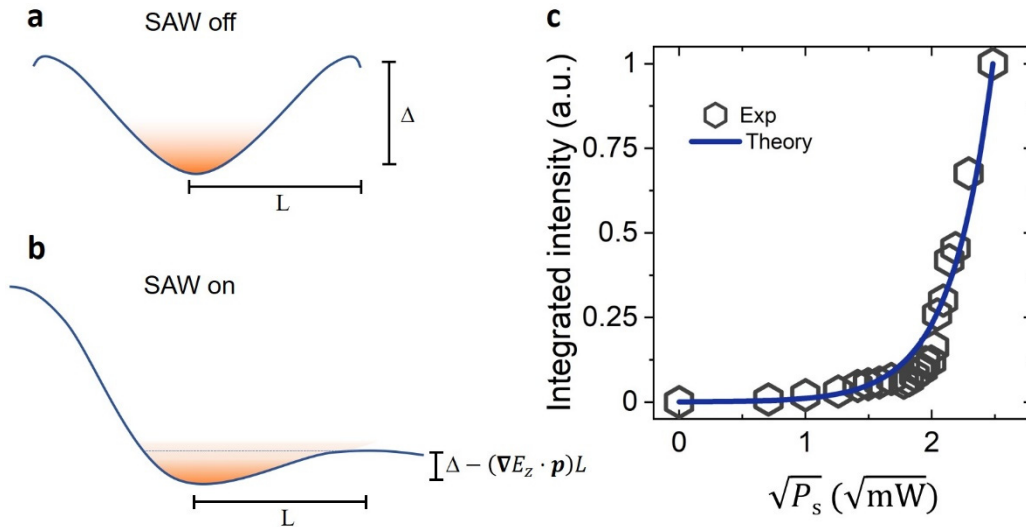 a
SAW off
Δ
L
b
SAW on
Δ − (∇E_z · p)L
L
c
Integrated intensity (a.u.)
1
0.75
0.5
0.25
0
Exp
Theory
0 1 2
√P_s (√mW)